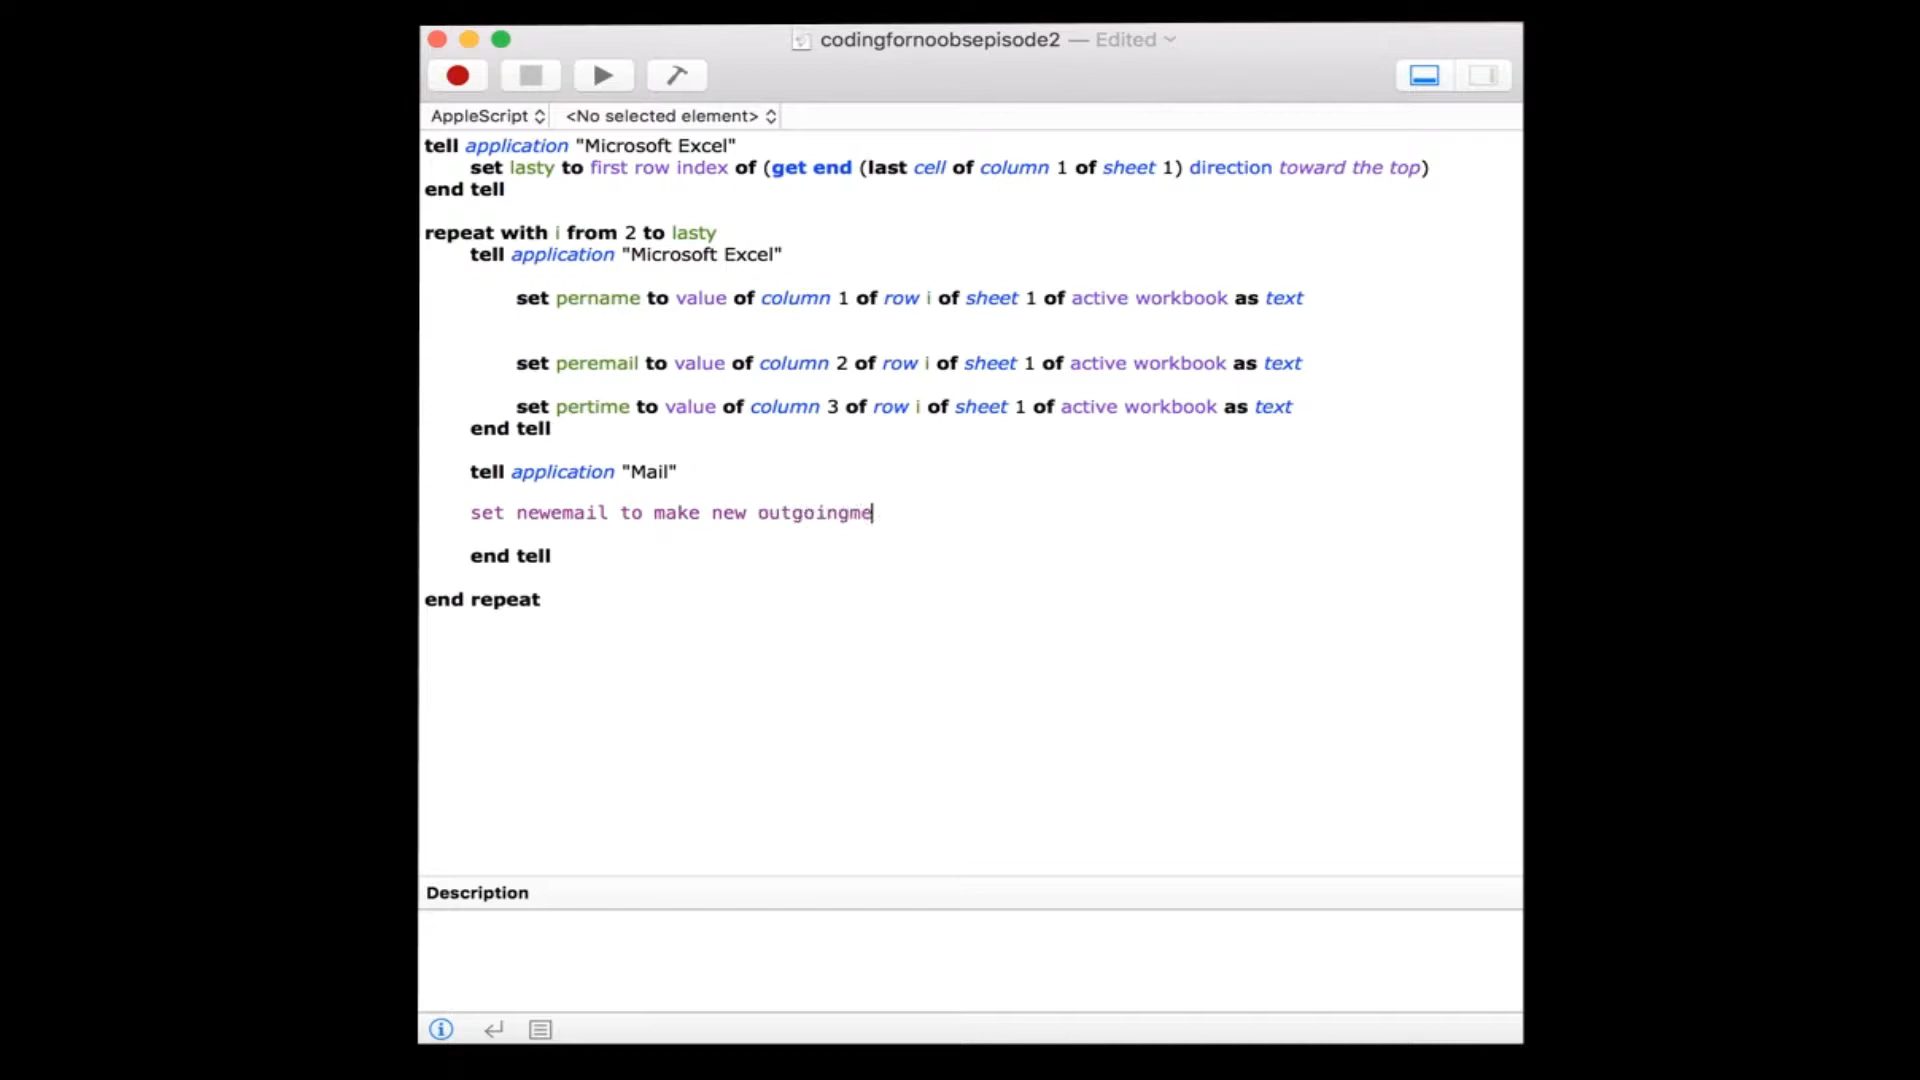 codingfornoobsepisode2 — Edited
AppleScript <No selected element>
tell application "Microsoft Excel"
set lasty to first row index of (get end (last cell of column 1 of sheet 1) direction toward the top)
end tell
repeat with i from 2 to lasty
tell application "Microsoft Excel"
set pername to value of column 1 of row i of sheet 1 of active workbook as text
set peremail to value of column 2 of row i of sheet 1 of active workbook as text
set pertime to value of column 3 of row i of sheet 1 of active workbook as text
end tell
tell application "Mail"
set newemail to make new outgoingme
end tell
end repeat
Description